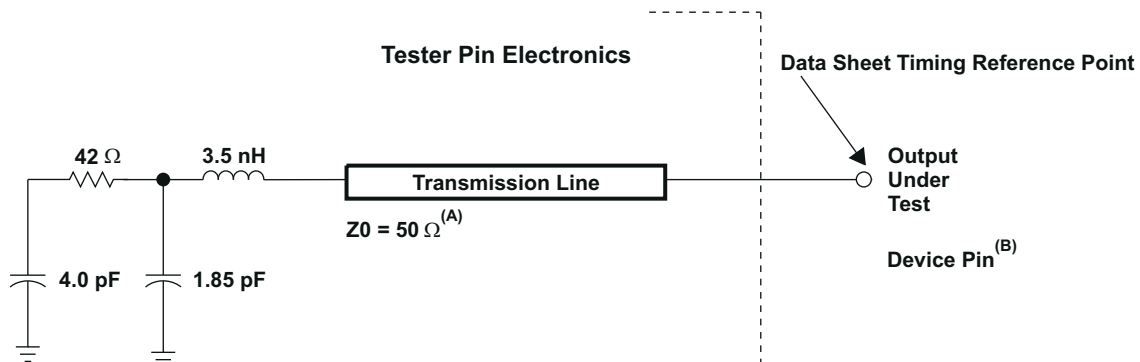 Tester Pin Electronics
Data Sheet Timing Reference Point
42 Ω
3.5 nH
Transmission Line
Output
Under
Test
Z0 = 50 Ω(A)
Device Pin(B)
4.0 pF
1.85 pF